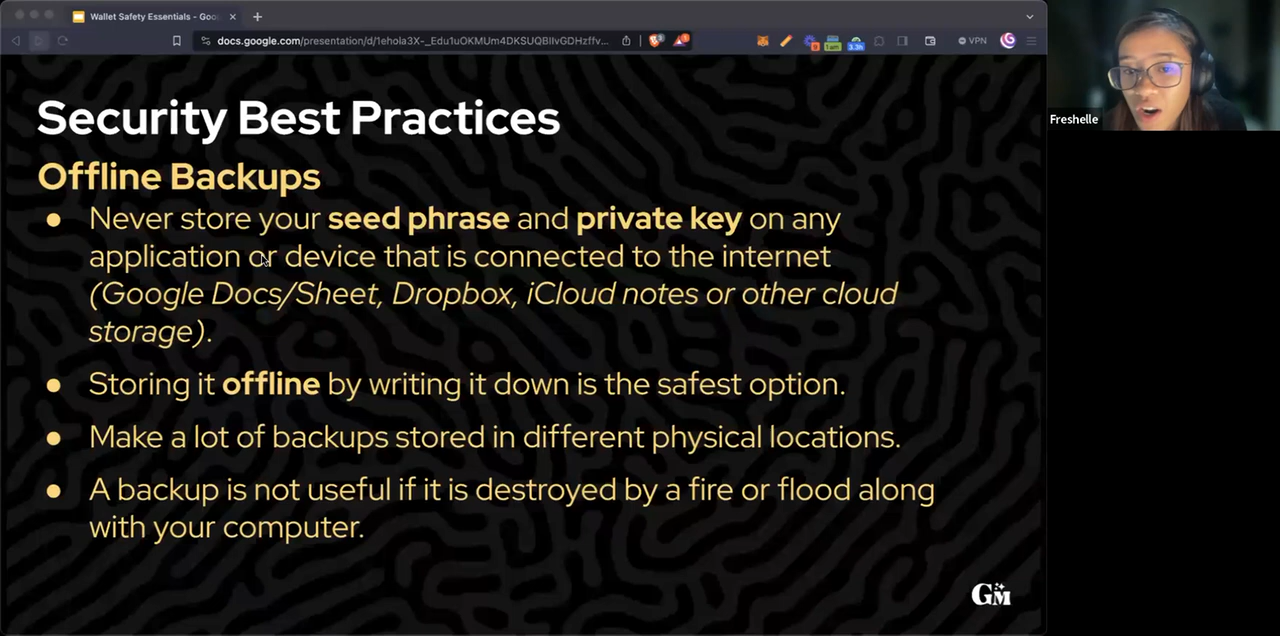 Wallet Safety Essentials - Goo
docs.google.com/presentation/d/1ehola3X-_Edu1uOKMUm4DKSUQBIlvGDHzffv...
VPN
Freshelle
Security Best Practices
Offline Backups
● Never store your seed phrase and private key on any
application or device that is connected to the internet
(Google Docs/Sheet, Dropbox, iCloud notes or other cloud
storage).
● Storing it offline by writing it down is the safest option.
● Make a lot of backups stored in different physical locations.
● A backup is not useful if it is destroyed by a fire or flood along
with your computer.
GM